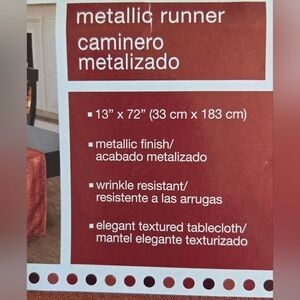 metallic runner
caminero
metalizado
▪ 13” x 72” (33 cm x 183 cm)
▪ metallic finish/
acabado metalizado
▪ wrinkle resistant/
resistente a las arrugas
▪ elegant textured tablecloth/
mantel elegante texturizado